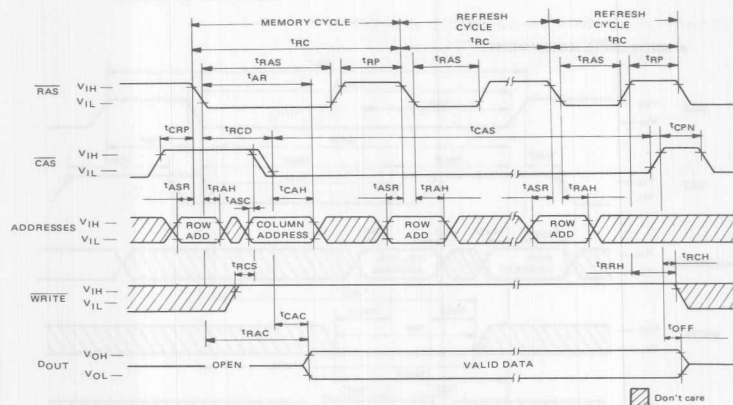 MEMORY CYCLE
REFRESH CYCLE
REFRESH CYCLE
tRC
tRC
tRC
tRAS
tRP
tRAS
tRAS
tRP
tAR
RAS
VIH
VIL
tCRP
tRCD
tCAS
tCPN
CAS
VIH
VIL
tASR
tRAH
tASC
tCAH
tASR
tRAH
tASR
tRAH
ADDRESSES
VIH
VIL
ROW ADD
COLUMN ADDRESS
ROW ADD
ROW ADD
tRCS
tRRH
tRCH
WRITE
VIH
VIL
tCAC
tRAC
tOFF
DOUT
VOH
VOL
OPEN
VALID DATA
Don't care